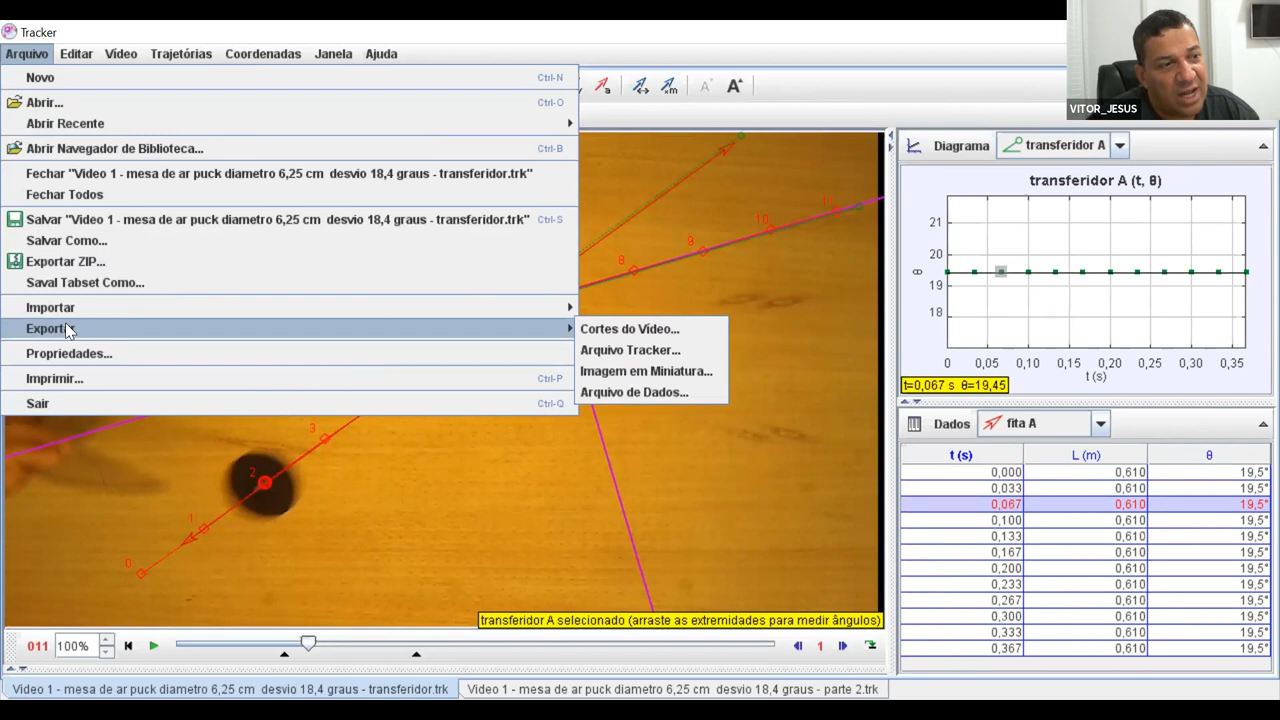 Tracker
Arquivo Editar Vídeo Trajetórias Coordenadas Janela Ajuda
Novo Ctrl-N
Abrir... Ctrl-O
Abrir Recente
Abrir Navegador de Biblioteca... Ctrl-B
Fechar "Video 1 - mesa de ar puck diametro 6,25 cm desvio 18,4 graus - transferidor.trk"
Fechar Todos
Salvar "Video 1 - mesa de ar puck diametro 6,25 cm desvio 18,4 graus - transferidor.trk" Ctrl-S
Salvar Como...
Exportar ZIP...
Saval Tabset Como...
Importar
Exportar
Propriedades...
Imprimir... Ctrl-P
Sair Ctrl-Q
Cortes do Vídeo...
Arquivo Tracker...
Imagem em Miniatura...
Arquivo de Dados...
VITOR_JESUS
a m A A
11
10
9
8
3
2
1
0
transferidor A selecionado (arraste as extremidades para medir ângulos)
011 100% 1
Video 1 - mesa de ar puck diametro 6,25 cm desvio 18,4 graus - transferidor.trk
Video 1 - mesa de ar puck diametro 6,25 cm desvio 18,4 graus - parte 2.trk
Diagrama transferidor A
transferidor A (t, θ)
21
20
19
18
θ
0 0,05 0,10 0,15 0,20 0,25 0,30 0,35
t (s)
t=0,067 s θ=19,45
Dados fita A
t (s) L (m) θ
0,000 0,610 19,5°
0,033 0,610 19,5°
0,067 0,610 19,5°
0,100 0,610 19,5°
0,133 0,610 19,5°
0,167 0,610 19,5°
0,200 0,610 19,5°
0,233 0,610 19,5°
0,267 0,610 19,5°
0,300 0,610 19,5°
0,333 0,610 19,5°
0,367 0,610 19,5°